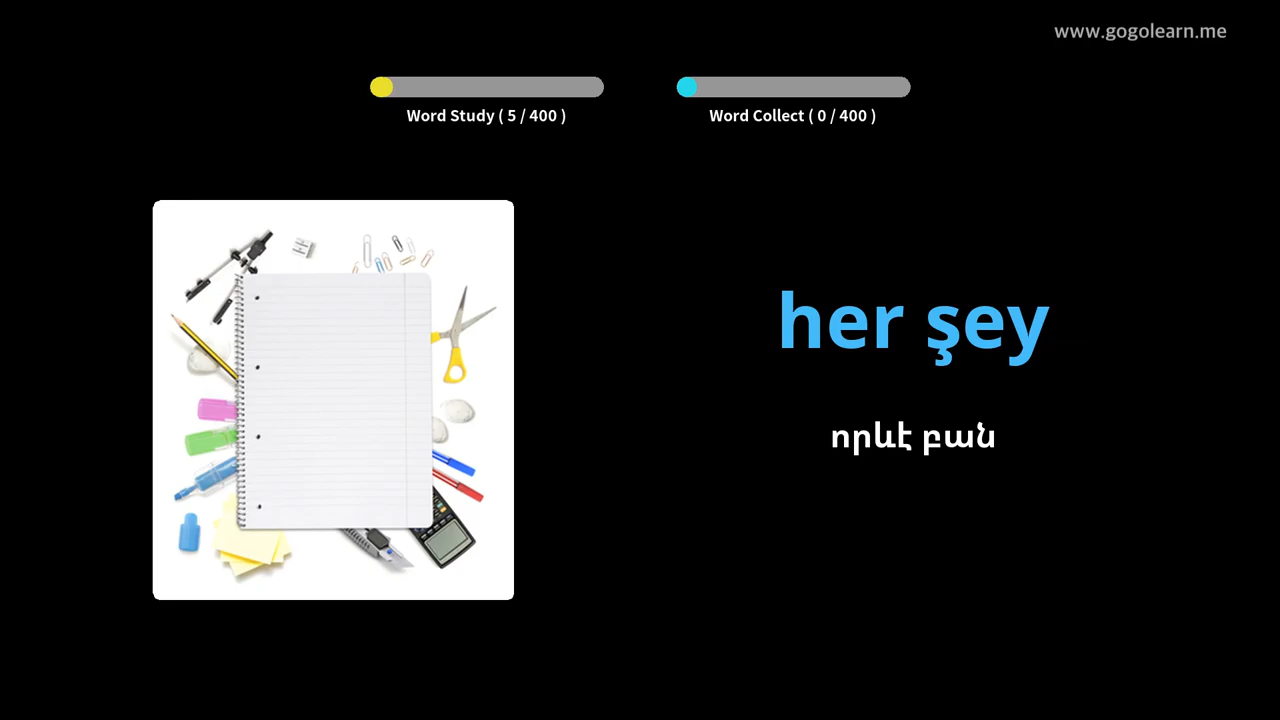 www.gogolearn.me
Word Study ( 5 / 400 )
Word Collect ( 0 / 400 )
her şey
որևէ բան